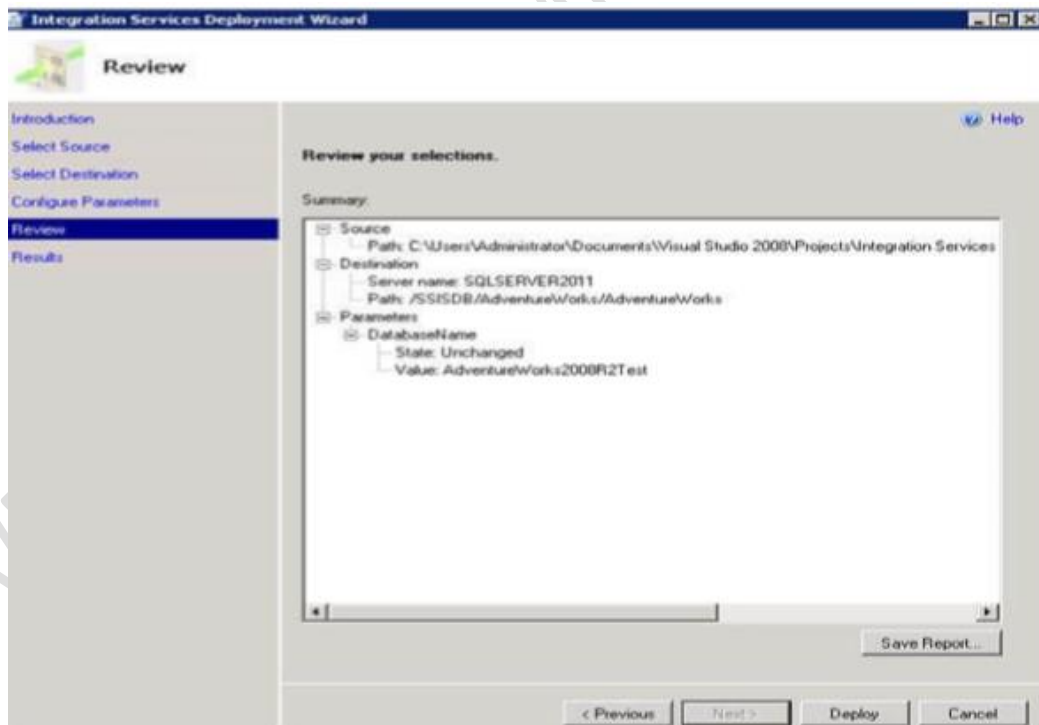 Integration Services Deployment Wizard
Review
Introduction
Select Source
Select Destination
Configure Parameters
Review
Results
Help
Review your selections.
Summary:
Source
Path: C:\Users\Administrator\Documents\Visual Studio 2008\Projects\Integration Services
Destination
Server name: SQLSERVER2011
Path: /SSISDB/AdventureWorks/AdventureWorks
Parameters
DatabaseName
State: Unchanged
Value: AdventureWorks2008R2Test
Save Report...
< Previous
Next >
Deploy
Cancel